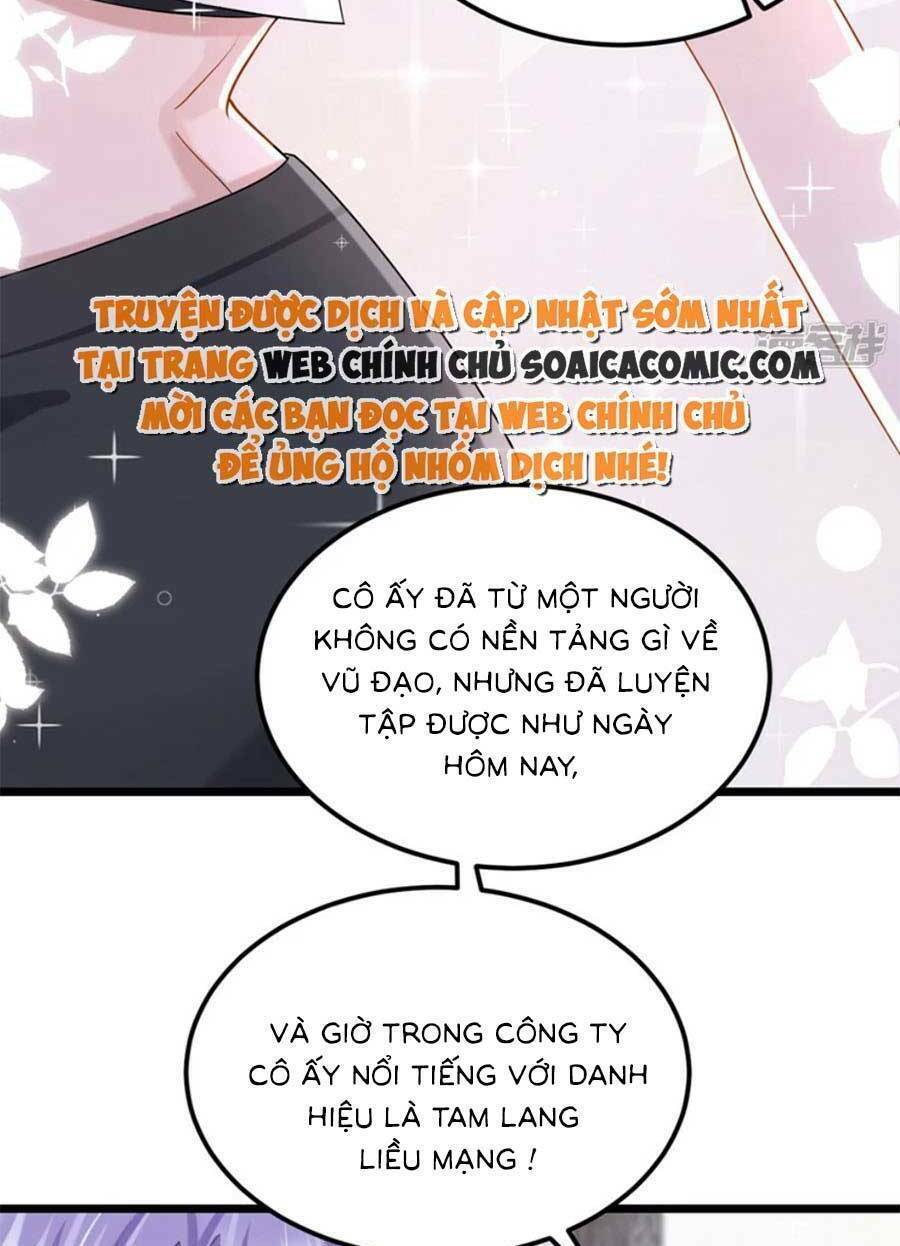 TRUYỆN ĐƯỢC DỊCH VÀ CẬP NHẬT SỚM NHẤT
TẠI TRANG WEB CHÍNH CHỦ SOAICACOMIC.COM
MỜI CÁC BẠN ĐỌC TẠI WEB CHÍNH CHỦ
ĐỂ ỦNG HỘ NHÓM DỊCH NHÉ!
CÔ ẤY ĐÃ TỪ MỘT NGƯỜI
KHÔNG CÓ NỀN TẢNG GÌ VỀ
VŨ ĐẠO, NHƯNG ĐÃ LUYỆN
TẬP ĐƯỢC NHƯ NGÀY
HÔM NAY,
VÀ GIỜ TRONG CÔNG TY
CÔ ẤY NỔI TIẾNG VỚI DANH
HIỆU LÀ TAM LANG
LIỀU MẠNG !